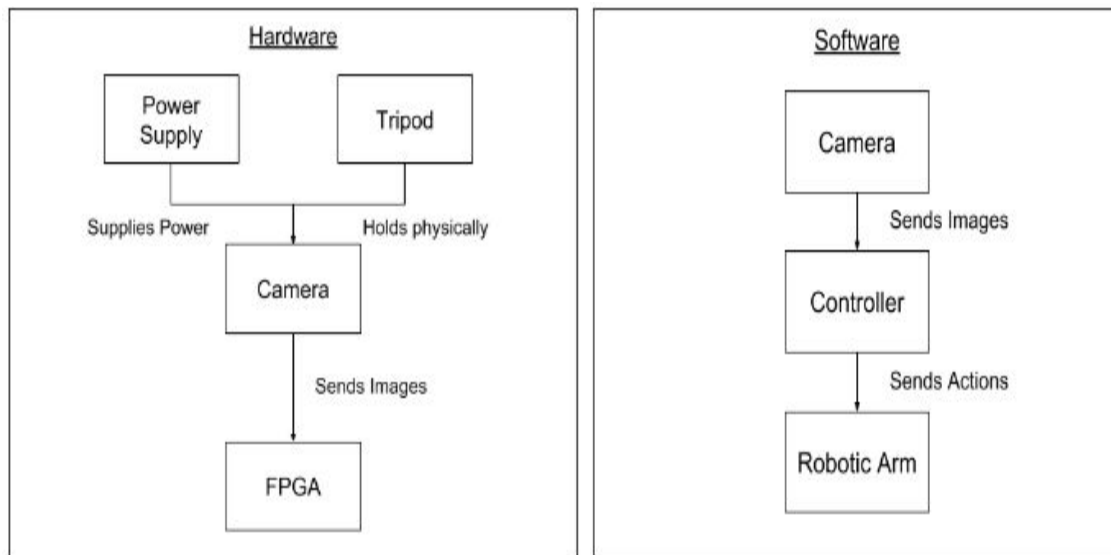 Hardware
Power
Supply
Tripod
Supplies Power
Holds physically
Camera
Sends Images
FPGA
Software
Camera
Sends Images
Controller
Sends Actions
Robotic Arm